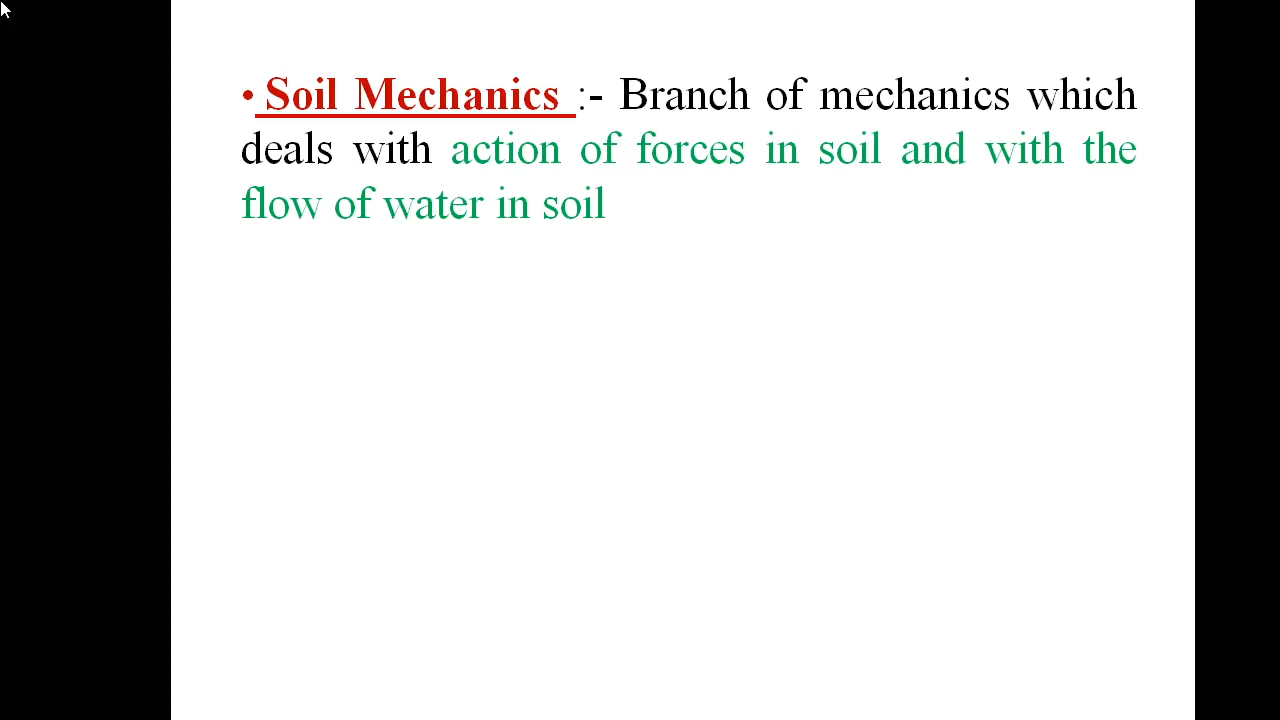 • Soil Mechanics :- Branch of mechanics which
deals with action of forces in soil and with the
flow of water in soil